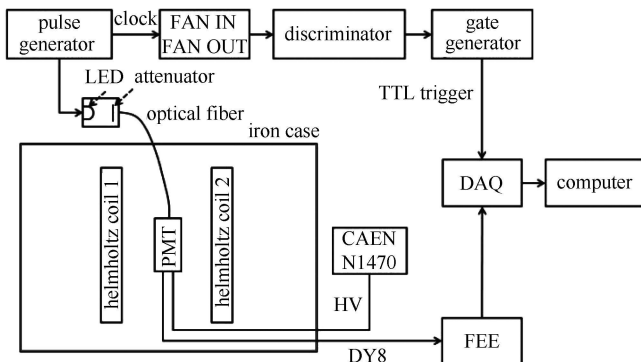 pulse
generator
clock
FAN IN
FAN OUT
discriminator
gate
generator
LED
attenuator
optical fiber
TTL trigger
iron case
helmholtz coil 1
helmholtz coil 2
PMT
CAEN
N1470
DAQ
computer
HV
DY8
FEE